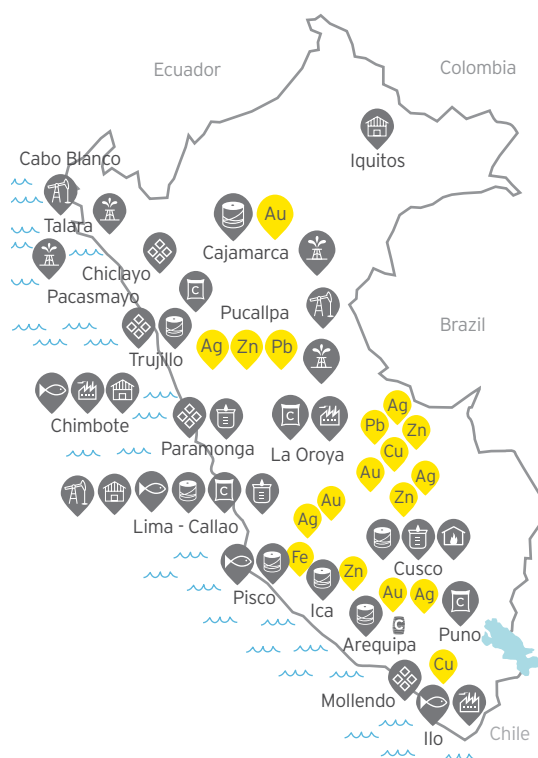 Ecuador
Colombia
Cabo Blanco
Iquitos
Talara
Au
Cajamarca
Chiclayo
Pacasmayo
C
Pucallpa
Brazil
Trujillo
Ag Zn Pb
Chimbote
Paramonga
C
La Oroya
Ag
Pb
Zn
Cu
Au
Ag
Zn
C
Lima - Callao
Au
Ag
Fe
Pisco
Ica
Zn
Cusco
Au
Ag
C
C
Arequipa
Puno
Cu
Mollendo
Ilo
Chile